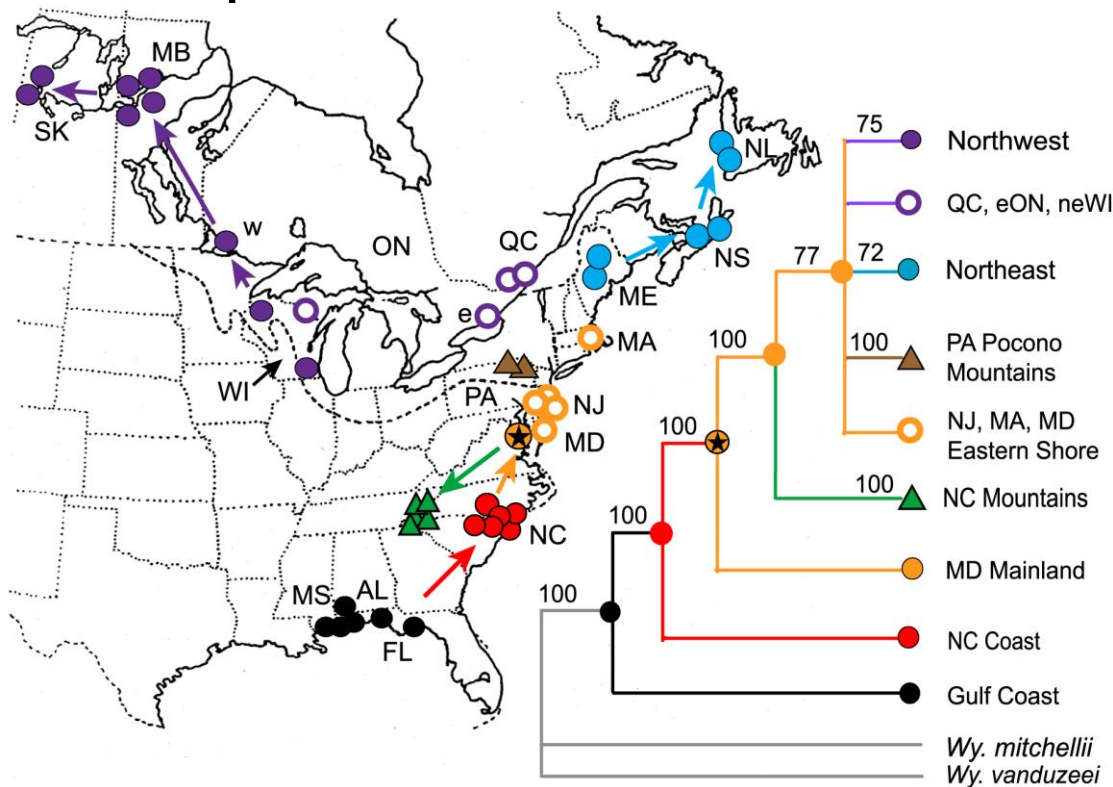 MB
SK
w
ON
QC
e
NL
NS
ME
MA
WI
PA
NJ
MD
NC
MS
AL
FL
75
Northwest
QC, eON, neWI
77
72
Northeast
100
100
PA Pocono
Mountains
100
NJ, MA, MD
Eastern Shore
100
NC Mountains
100
MD Mainland
100
NC Coast
Gulf Coast
Wy. mitchellii
Wy. vanduzeei